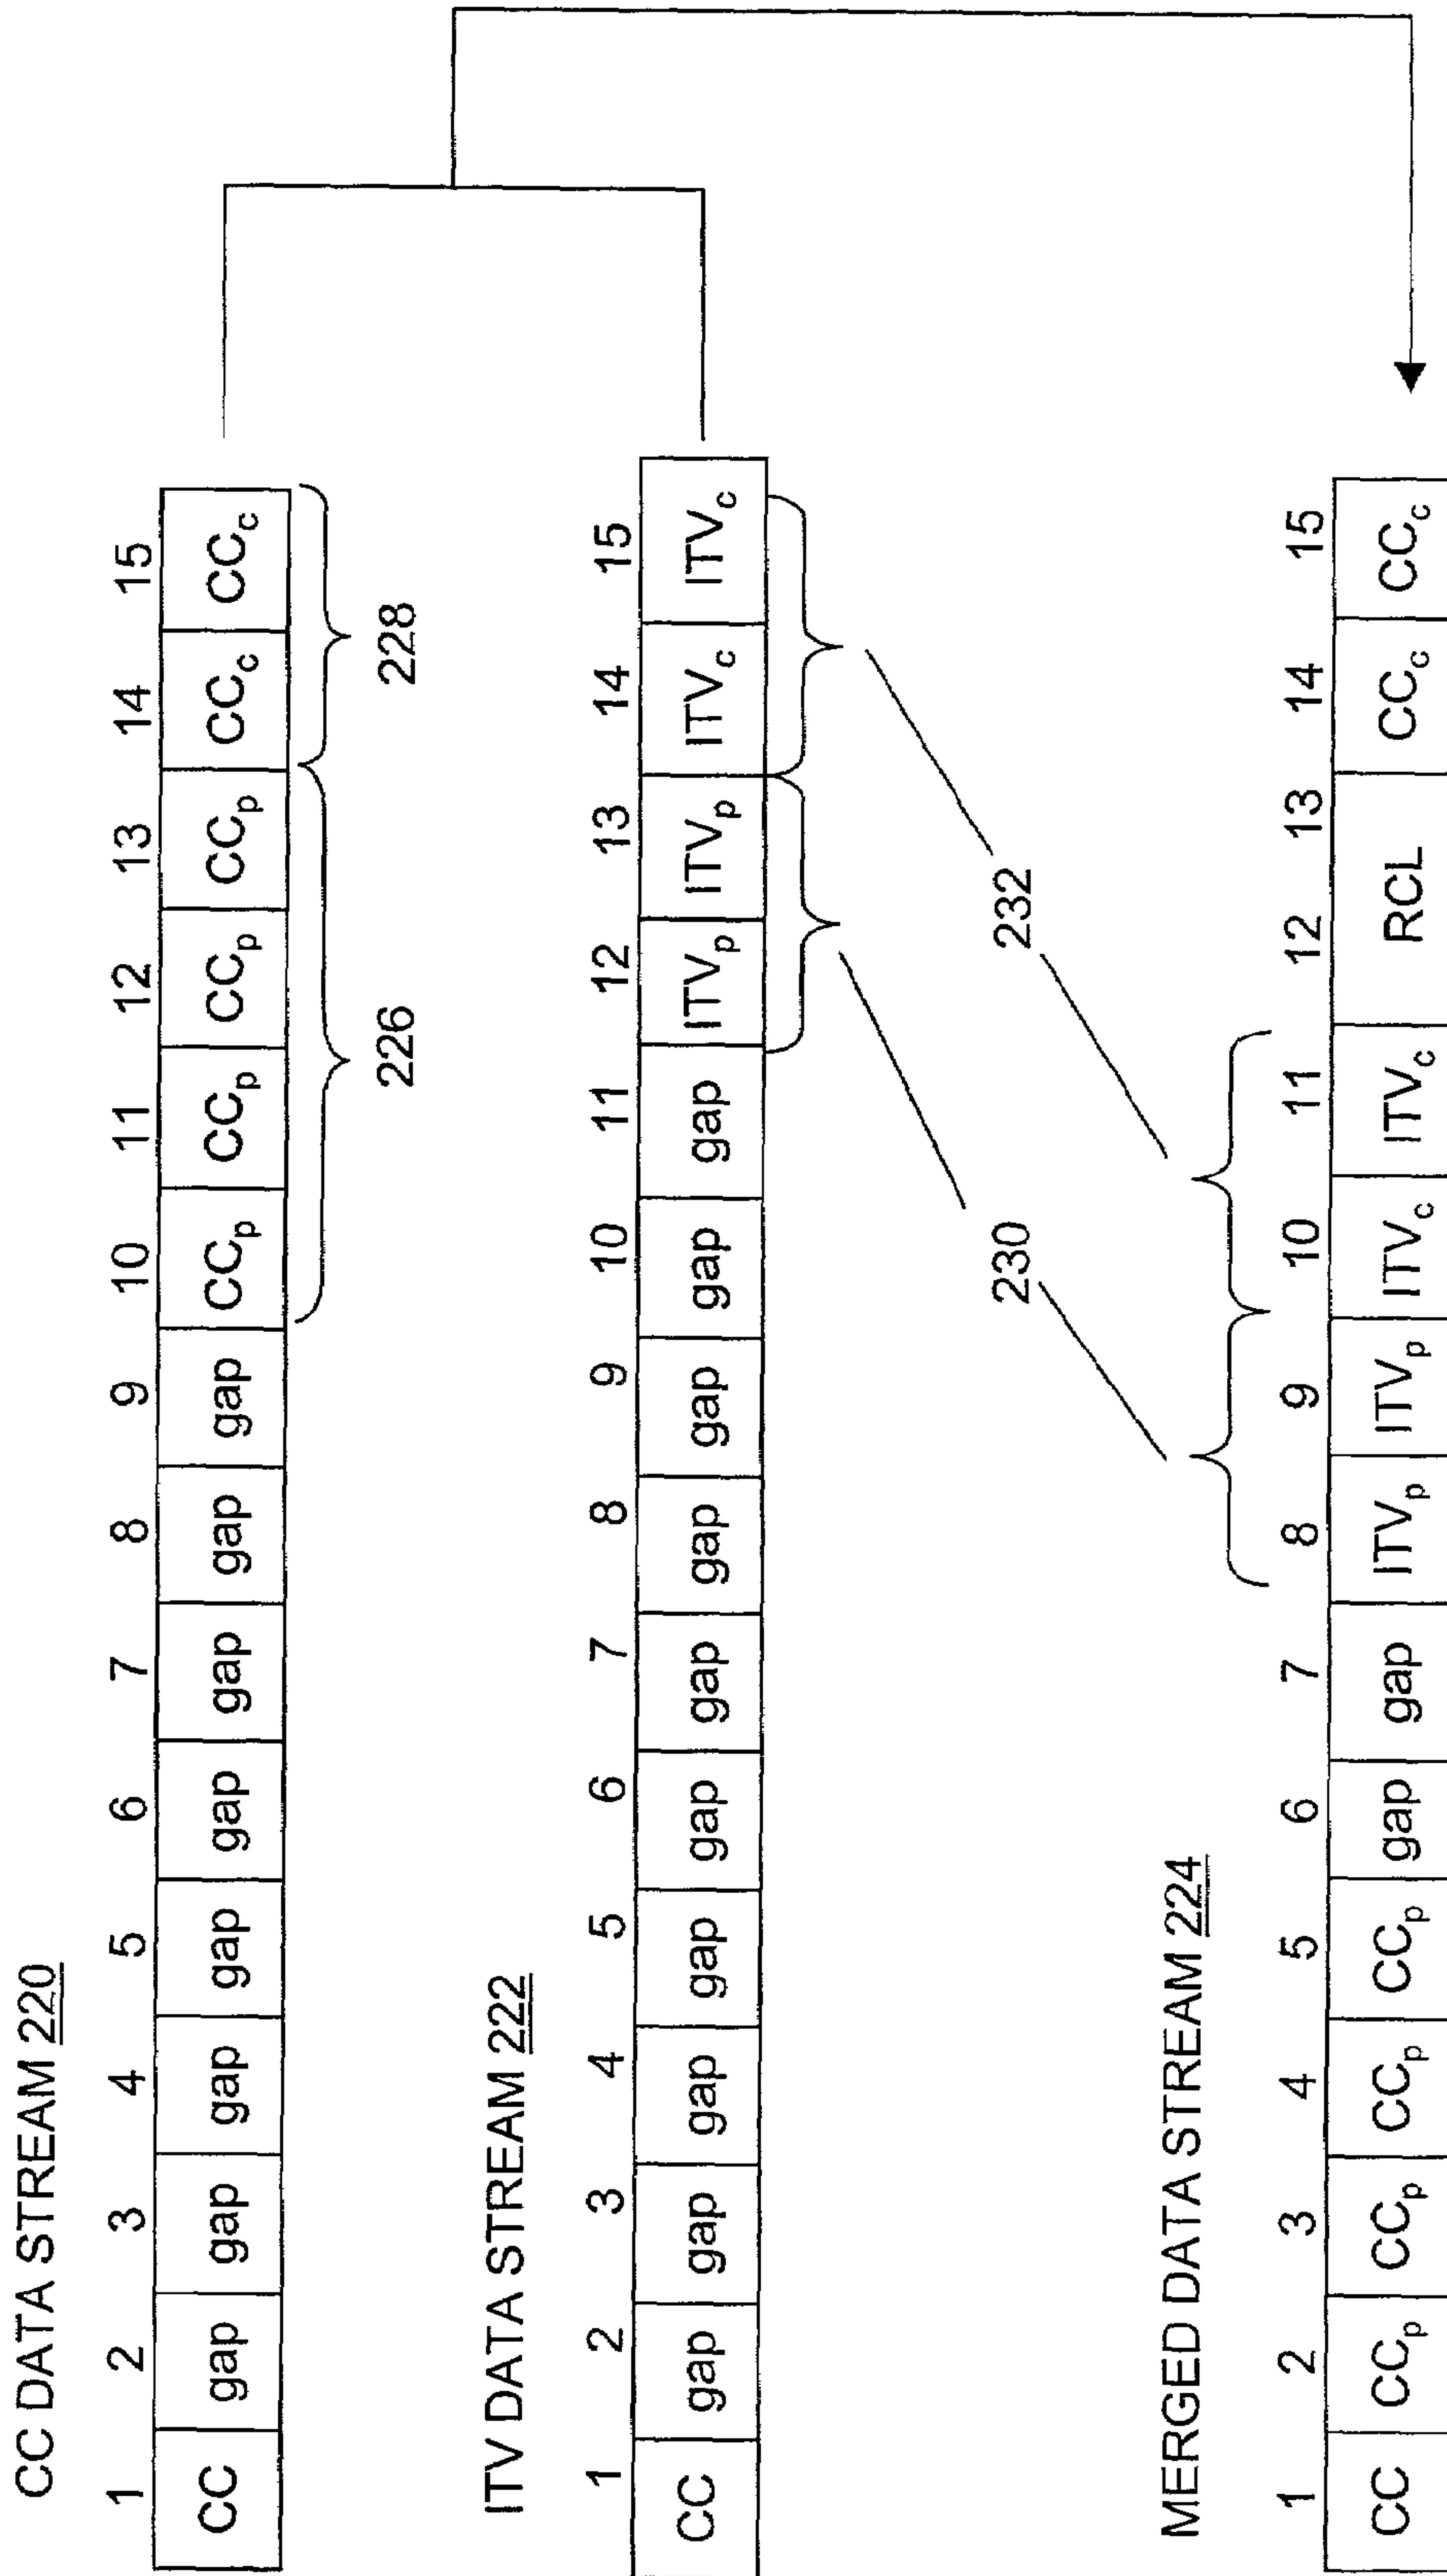 CC DATA STREAM 220
1 2 3 4 5 6 7 8 9 10 11 12 13 14 15
CC gap gap gap gap gap gap gap gap CCp CCp CCp CCp CCc CCc
226 228
ITV DATA STREAM 222
1 2 3 4 5 6 7 8 9 10 11 12 13 14 15
CC gap gap gap gap gap gap gap gap gap gap ITVp ITVp ITVc ITVc
230 232
MERGED DATA STREAM 224
1 2 3 4 5 6 7 8 9 10 11 12 13 14 15
CC CCp CCp CCp CCp gap gap ITVp ITVp ITVc ITVc RCL CCc CCc